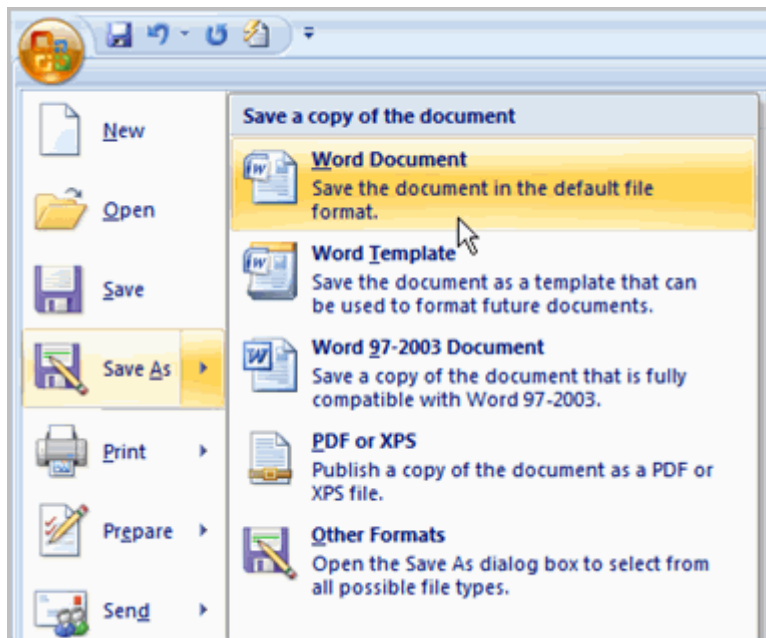 New
Open
Save
Save As
Print
Prepare
Send
Save a copy of the document
Word Document
Save the document in the default file
format.
Word Template
Save the document as a template that can
be used to format future documents.
Word 97-2003 Document
Save a copy of the document that is fully
compatible with Word 97-2003.
PDF or XPS
Publish a copy of the document as a PDF or
XPS file.
Other Formats
Open the Save As dialog box to select from
all possible file types.